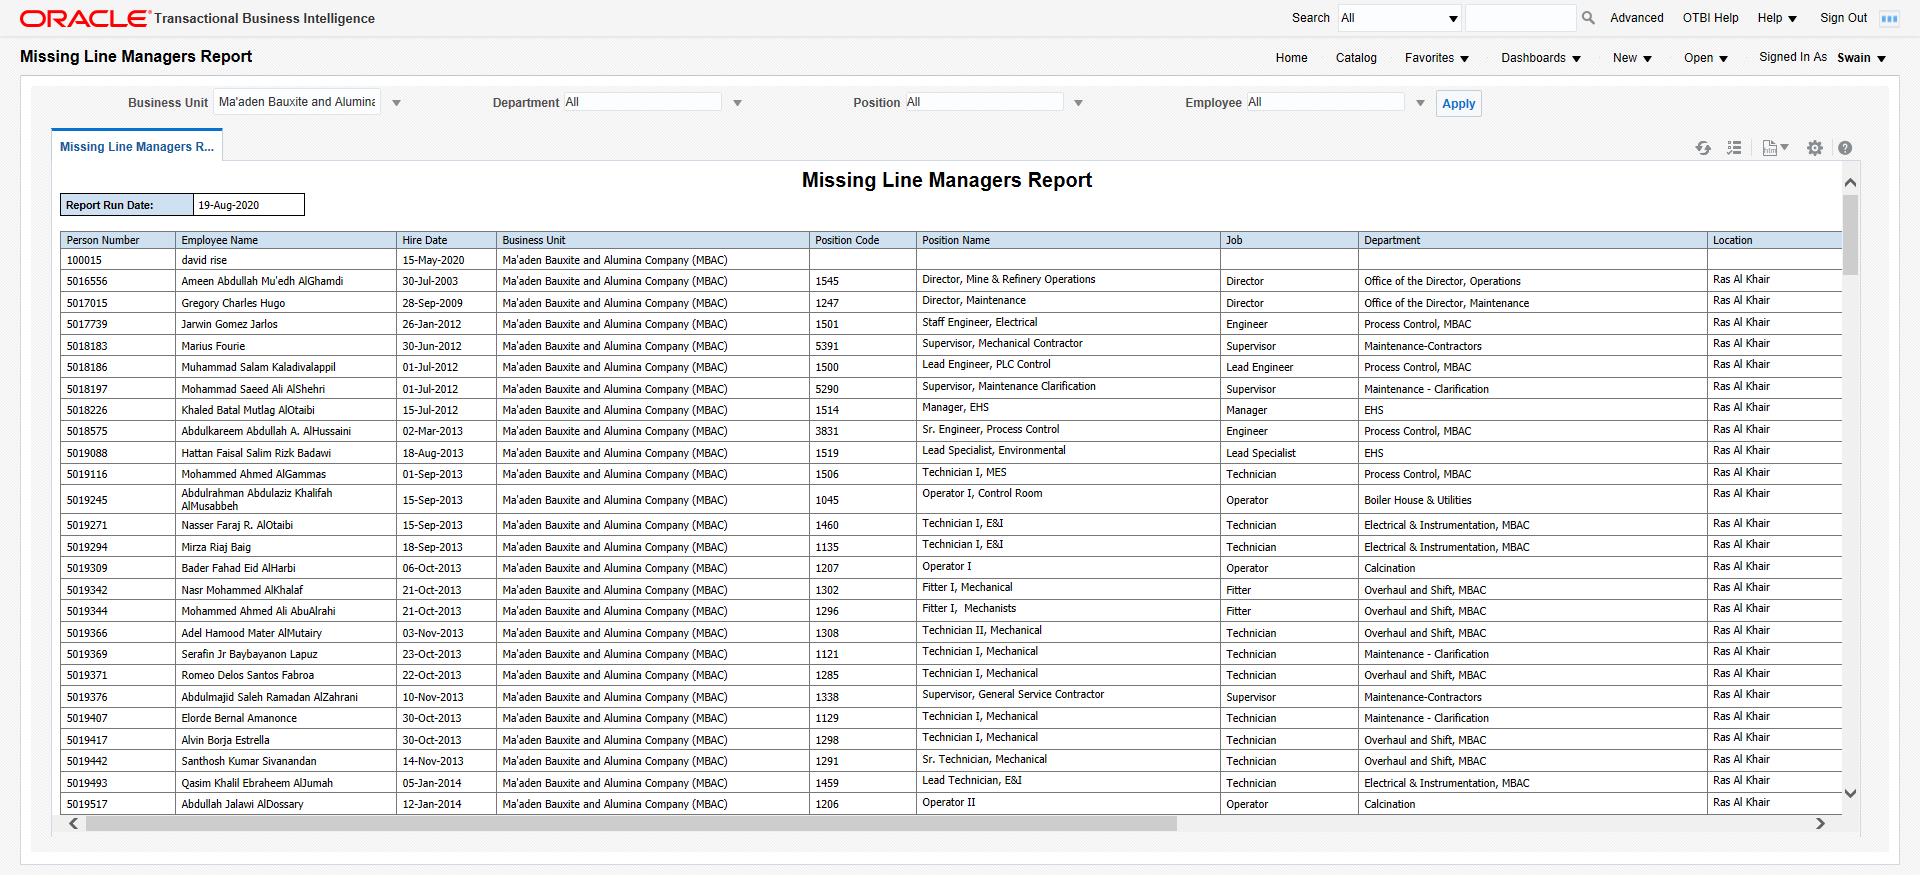 ORACLE Transactional Business Intelligence Search All Advanced OTBI Help Help Sign Out
Missing Line Managers Report Home Catalog Favorites Dashboards New Open Signed In As Swain
Business Unit Ma'aden Bauxite and Alumina Department All Position All Employee All Apply
Missing Line Managers R...
Missing Line Managers Report
Report Run Date: 19-Aug-2020
Person Number Employee Name Hire Date Business Unit Position Code Position Name Job Department Location
100015 david rise 15-May-2020 Ma'aden Bauxite and Alumina Company (MBAC)
5016556 Ameen Abdullah Mu'edh AlGhamdi 30-Jul-2003 Ma'aden Bauxite and Alumina Company (MBAC) 1545 Director, Mine & Refinery Operations Director Office of the Director, Operations Ras Al Khair
5017015 Gregory Charles Hugo 28-Sep-2009 Ma'aden Bauxite and Alumina Company (MBAC) 1247 Director, Maintenance Director Office of the Director, Maintenance Ras Al Khair
5017739 Jarwin Gomez Jarlos 26-Jan-2012 Ma'aden Bauxite and Alumina Company (MBAC) 1501 Staff Engineer, Electrical Engineer Process Control, MBAC Ras Al Khair
5018183 Marius Fourie 30-Jun-2012 Ma'aden Bauxite and Alumina Company (MBAC) 5391 Supervisor, Mechanical Contractor Supervisor Maintenance-Contractors Ras Al Khair
5018186 Muhammad Salam Kaladivalappil 01-Jul-2012 Ma'aden Bauxite and Alumina Company (MBAC) 1500 Lead Engineer, PLC Control Lead Engineer Process Control, MBAC Ras Al Khair
5018197 Mohammad Saeed Ali AlShehri 01-Jul-2012 Ma'aden Bauxite and Alumina Company (MBAC) 5290 Supervisor, Maintenance Clarification Supervisor Maintenance - Clarification Ras Al Khair
5018226 Khaled Batal Mutlag AlOtaibi 15-Jul-2012 Ma'aden Bauxite and Alumina Company (MBAC) 1514 Manager, EHS Manager EHS Ras Al Khair
5018575 Abdulkareem Abdullah A. AlHussaini 02-Mar-2013 Ma'aden Bauxite and Alumina Company (MBAC) 3831 Sr. Engineer, Process Control Engineer Process Control, MBAC Ras Al Khair
5019088 Hattan Faisal Salim Rizk Badawi 18-Aug-2013 Ma'aden Bauxite and Alumina Company (MBAC) 1519 Lead Specialist, Environmental Lead Specialist EHS Ras Al Khair
5019116 Mohammed Ahmed AlGammas 01-Sep-2013 Ma'aden Bauxite and Alumina Company (MBAC) 1506 Technician I, MES Technician Process Control, MBAC Ras Al Khair
5019245 Abdulrahman Abdulaziz Khalifah AlMusabbeh 15-Sep-2013 Ma'aden Bauxite and Alumina Company (MBAC) 1045 Operator I, Control Room Operator Boiler House & Utilities Ras Al Khair
5019271 Nasser Faraj R. AlOtaibi 15-Sep-2013 Ma'aden Bauxite and Alumina Company (MBAC) 1460 Technician I, E&I Technician Electrical & Instrumentation, MBAC Ras Al Khair
5019294 Mirza Riaj Baig 18-Sep-2013 Ma'aden Bauxite and Alumina Company (MBAC) 1135 Technician I, E&I Technician Electrical & Instrumentation, MBAC Ras Al Khair
5019309 Bader Fahad Eid AlHarbi 06-Oct-2013 Ma'aden Bauxite and Alumina Company (MBAC) 1207 Operator I Operator Calcination Ras Al Khair
5019342 Nasr Mohammed AlKhalaf 21-Oct-2013 Ma'aden Bauxite and Alumina Company (MBAC) 1302 Fitter I, Mechanical Fitter Overhaul and Shift, MBAC Ras Al Khair
5019344 Mohammed Ahmed Ali AbuAlrahi 21-Oct-2013 Ma'aden Bauxite and Alumina Company (MBAC) 1296 Fitter I, Mechanists Fitter Overhaul and Shift, MBAC Ras Al Khair
5019366 Adel Hamood Mater AlMutairy 03-Nov-2013 Ma'aden Bauxite and Alumina Company (MBAC) 1308 Technician II, Mechanical Technician Overhaul and Shift, MBAC Ras Al Khair
5019369 Serafin Jr Baybayanon Lapuz 23-Oct-2013 Ma'aden Bauxite and Alumina Company (MBAC) 1121 Technician I, Mechanical Technician Maintenance - Clarification Ras Al Khair
5019371 Romeo Delos Santos Fabroa 22-Oct-2013 Ma'aden Bauxite and Alumina Company (MBAC) 1285 Technician I, Mechanical Technician Overhaul and Shift, MBAC Ras Al Khair
5019376 Abdulmajid Saleh Ramadan AlZahrani 10-Nov-2013 Ma'aden Bauxite and Alumina Company (MBAC) 1338 Supervisor, General Service Contractor Supervisor Maintenance-Contractors Ras Al Khair
5019407 Elorde Bernal Amanonce 30-Oct-2013 Ma'aden Bauxite and Alumina Company (MBAC) 1129 Technician I, Mechanical Technician Maintenance - Clarification Ras Al Khair
5019417 Alvin Borja Estrella 30-Oct-2013 Ma'aden Bauxite and Alumina Company (MBAC) 1298 Technician I, Mechanical Technician Overhaul and Shift, MBAC Ras Al Khair
5019442 Santhosh Kumar Sivanandan 14-Nov-2013 Ma'aden Bauxite and Alumina Company (MBAC) 1291 Sr. Technician, Mechanical Technician Overhaul and Shift, MBAC Ras Al Khair
5019493 Qasim Khalil Ebraheem AlJumah 05-Jan-2014 Ma'aden Bauxite and Alumina Company (MBAC) 1459 Lead Technician, E&I Technician Electrical & Instrumentation, MBAC Ras Al Khair
5019517 Abdullah Jalawi AlDossary 12-Jan-2014 Ma'aden Bauxite and Alumina Company (MBAC) 1206 Operator II Operator Calcination Ras Al Khair